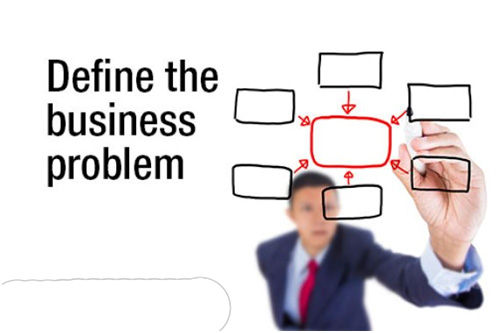 Define the
business
problem